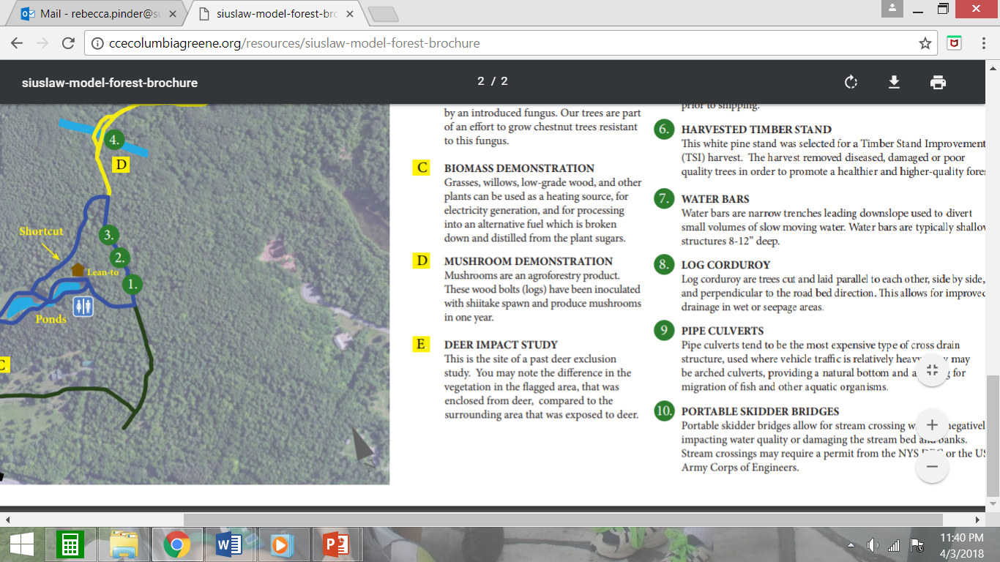 Mail - rebecca.pinder@s
siuslaw-model-forest-bro
ccecolumbiagreene.org/resources/siuslaw-model-forest-brochure
siuslaw-model-forest-brochure
2 / 2
4.
D
Shortcut
3.
2.
Lean-to
1.
Ponds
C
by an introduced fungus. Our trees are part
of an effort to grow chestnut trees resistant
to this fungus.
C BIOMASS DEMONSTRATION
Grasses, willows, low-grade wood, and other
plants can be used as a heating source, for
electricity generation, and for processing
into an alternative fuel which is broken
down and distilled from the plant sugars.
D MUSHROOM DEMONSTRATION
Mushrooms are an agroforestry product.
These wood bolts (logs) have been inoculated
with shiitake spawn and produce mushrooms
in one year.
E DEER IMPACT STUDY
This is the site of a past deer exclusion
study. You may note the difference in the
vegetation in the flagged area, that was
enclosed from deer, compared to the
surrounding area that was exposed to deer.
prior to shipping.
6. HARVESTED TIMBER STAND
This white pine stand was selected for a Timber Stand Improvement
(TSI) harvest. The harvest removed diseased, damaged or poor
quality trees in order to promote a healthier and higher-quality fore
7. WATER BARS
Water bars are narrow trenches leading downslope used to divert
small volumes of slow moving water. Water bars are typically shallow
structures 8-12” deep.
8. LOG CORDUROY
Log corduroy are trees cut and laid parallel to each other, side by side,
and perpendicular to the road bed direction. This allows for improved
drainage in wet or seepage areas.
9 PIPE CULVERTS
Pipe culverts tend to be the most expensive type of cross drain
structure, used where vehicle traffic is relatively heavy may
be arched culverts, providing a natural bottom and for
migration of fish and other aquatic organisms.
10. PORTABLE SKIDDER BRIDGES
Portable skidder bridges allow for stream crossing negativel
impacting water quality or damaging the stream bed and banks.
Stream crossings may require a permit from the NYS DEC or the US
Army Corps of Engineers.
11:40 PM
4/3/2018